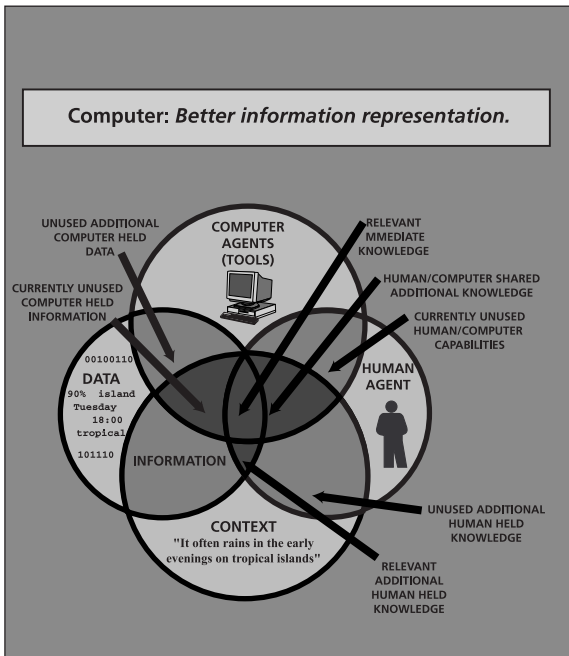 Computer: Better information representation.
UNUSED ADDITIONAL
COMPUTER HELD
DATA
CURRENTLY UNUSED
COMPUTER HELD
INFORMATION
COMPUTER
AGENTS
(TOOLS)
RELEVANT
MMEDIATE
KNOWLEDGE
HUMAN/COMPUTER SHARED
ADDITIONAL KNOWLEDGE
CURRENTLY UNUSED
HUMAN/COMPUTER
CAPABILITIES
00100110
DATA
90% island
Tuesday
18:00
tropical
101110
HUMAN
AGENT
INFORMATION
CONTEXT
"It often rains in the early
evenings on tropical islands"
UNUSED ADDITIONAL
HUMAN HELD
KNOWLEDGE
RELEVANT
ADDITIONAL
HUMAN HELD
KNOWLEDGE